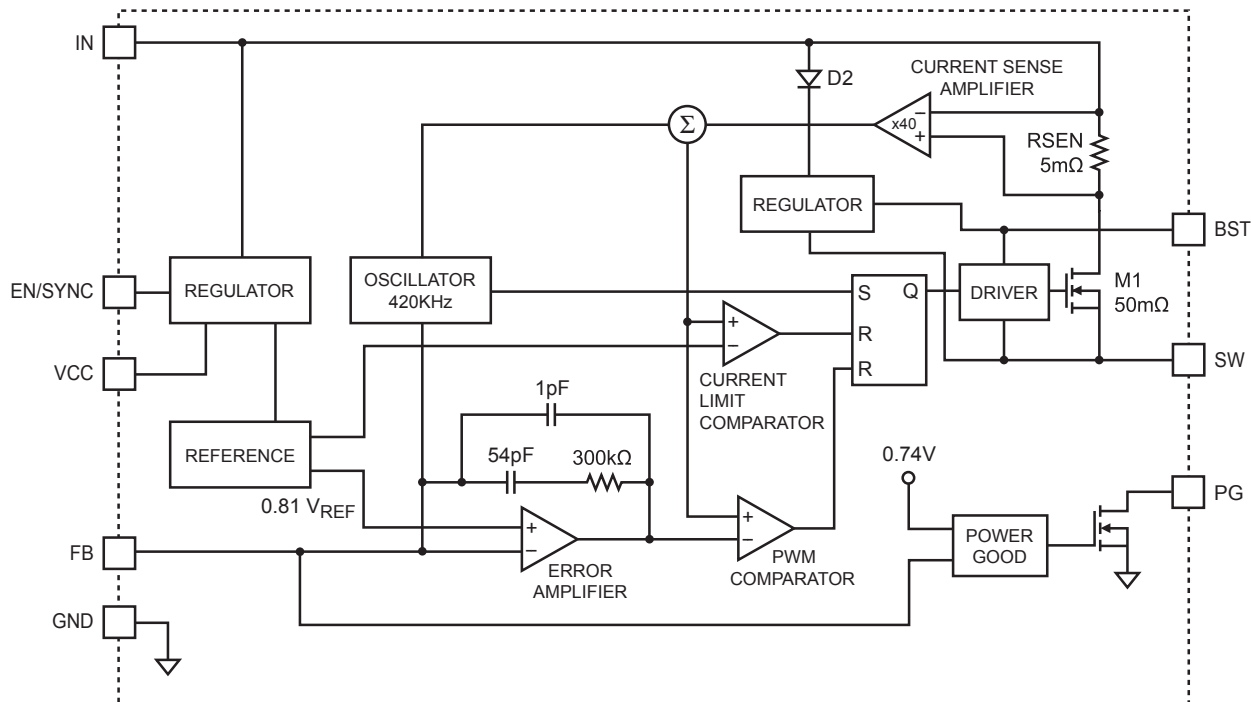 IN
D2
CURRENT SENSE
AMPLIFIER
Σ
x40
−
+
RSEN
5mΩ
REGULATOR
BST
EN/SYNC
REGULATOR
OSCILLATOR
420KHz
S
Q
DRIVER
M1
50mΩ
+
−
R
R
VCC
SW
CURRENT
LIMIT
COMPARATOR
1pF
REFERENCE
54pF
300kΩ
0.74V
PG
0.81 VREF
+
−
+
−
POWER
GOOD
FB
ERROR
AMPLIFIER
PWM
COMPARATOR
GND